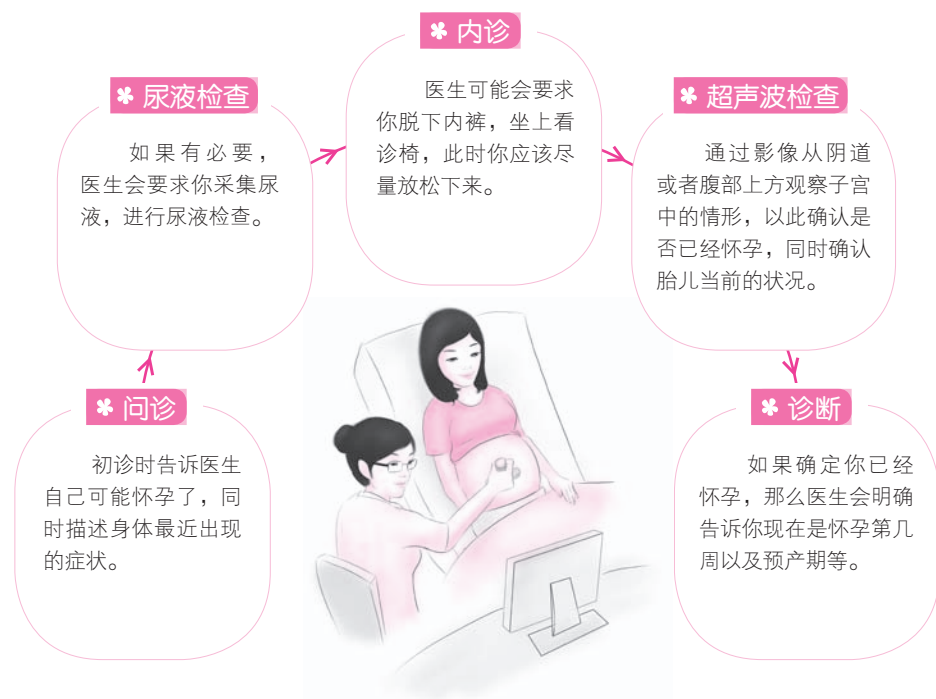 问诊
初诊时告诉医生
自己可能怀孕了，同
时描述身体最近出现
的症状。
尿液检查
如果有必要，
医生会要求你采集尿
液，进行尿液检查。
内诊
医生可能会要求
你脱下内裤，坐上看
诊椅，此时你应该尽
量放松下来。
超声波检查
通过影像从阴道
或者腹部上方观察子宫
中的情形，以此确认是
否已经怀孕，同时确认
胎儿当前的状况。
诊断
如果确定你已经
怀孕，那么医生会明确
告诉你现在是怀孕第几
周以及预产期等。